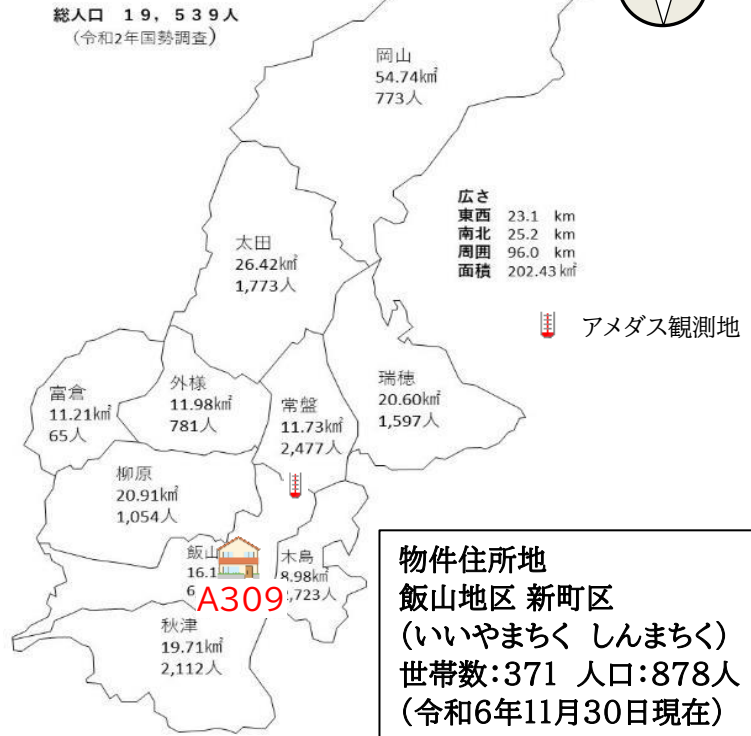 総人口 19,539人
(令和2年国勢調査)
岡山
54.74㎢
773人
広さ
東西 23.1 km
南北 25.2 km
周囲 96.0 km
面積 202.43㎢
アメダス観測地
太田
26.42㎢
1,773人
富倉
11.21㎢
65人
外様
11.98㎢
781人
常盤
11.73㎢
2,477人
瑞穂
20.60㎢
1,597人
柳原
20.91㎢
1,054人
飯山
16.1
6
A309
木島
8.98㎢
,723人
秋津
19.71㎢
2,112人
物件住所地
飯山地区 新町区
(いいやまちく しんまちく)
世帯数:371 人口:878人
(令和6年11月30日現在)